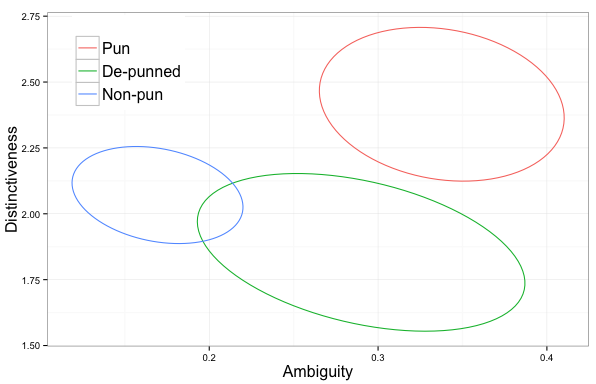 2.75
Pun
De-punned
Non-pun
2.50
2.25
2.00
1.75
1.50
Distinctiveness
0.2
0.3
0.4
Ambiguity